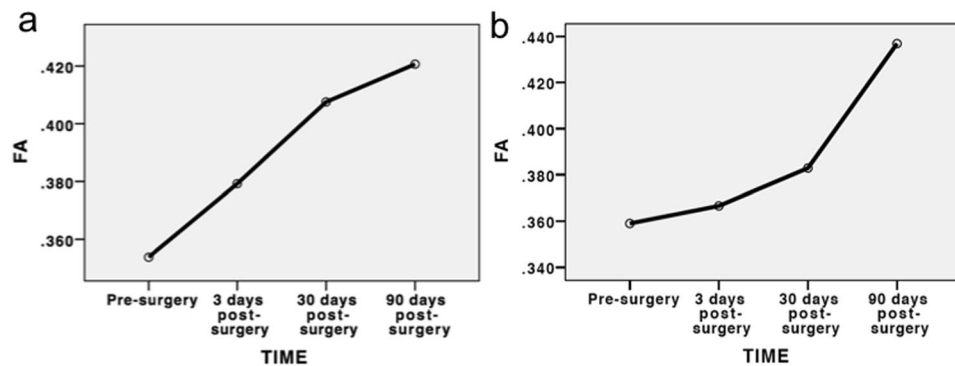 a
.420
.400
.380
.360
FA
Pre-surgery
3 days
post-
surgery
30 days
post-
surgery
90 days
post-
surgery
TIME
b
.440
.420
.400
.380
.360
.340
FA
Pre-surgery
3 days
post-
surgery
30 days
post-
surgery
90 days
post-
surgery
TIME